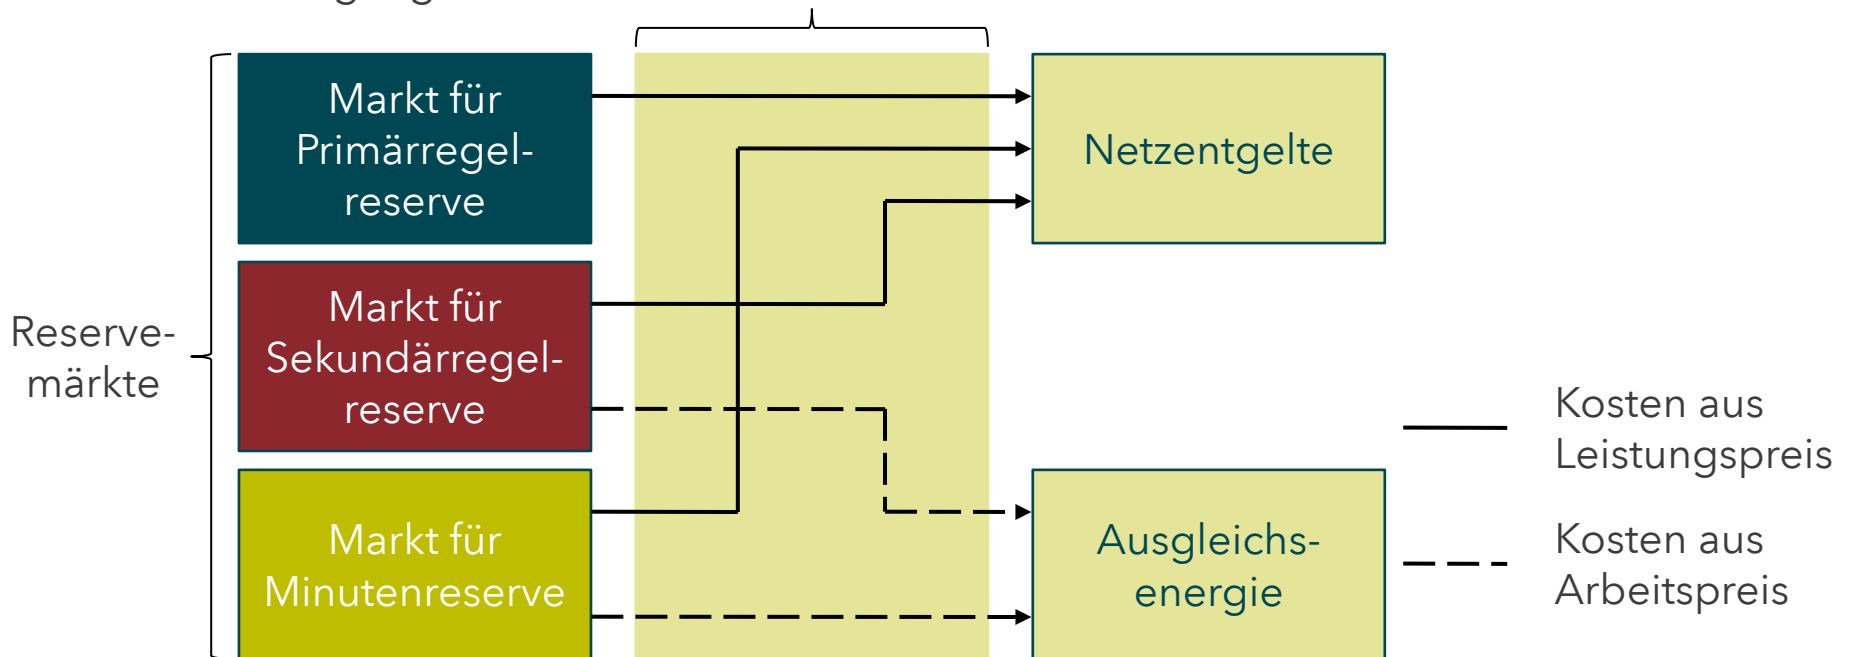 Markt für
Primärregel-
reserve
Netzentgelte
Reserve-
märkte
Markt für
Sekundärregel-
reserve
Kosten aus
Leistungspreis
Markt für
Minutenreserve
Ausgleichs-
energie
Kosten aus
Arbeitspreis